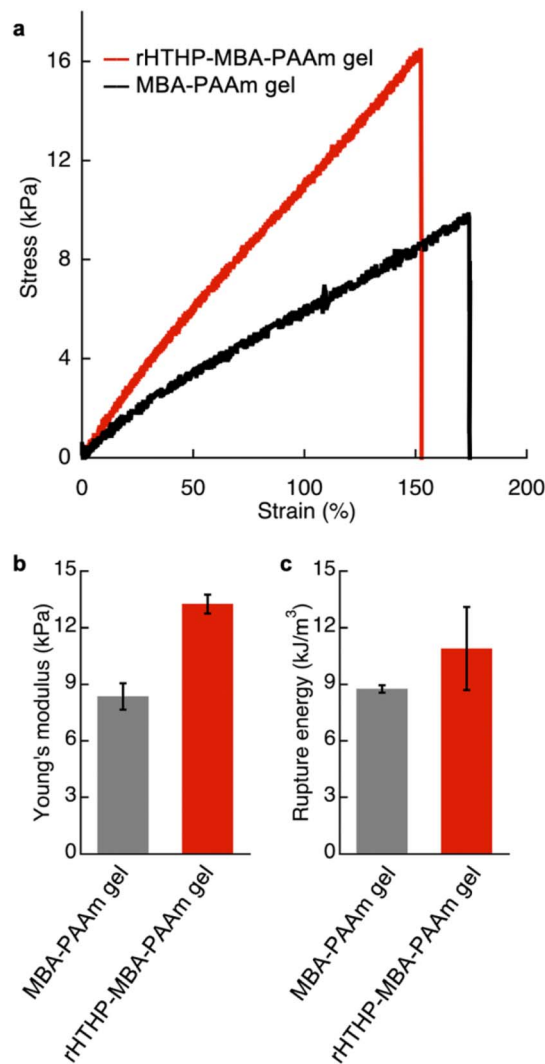 a
rHTHP-MBA-PAAm gel
MBA-PAAm gel
Stress (kPa)
16
12
8
4
0
0 50 100 150 200
Strain (%)
b
Young's modulus (kPa)
15
12
9
6
3
0
MBA-PAAm gel
rHTHP-MBA-PAAm gel
c
Rupture energy (kJ/m³)
15
12
9
6
3
0
MBA-PAAm gel
rHTHP-MBA-PAAm gel